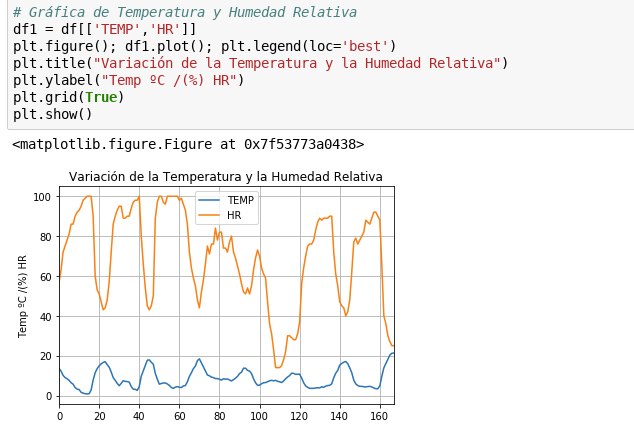 # Gráfica de Temperatura y Humedad Relativa
df1 = df[['TEMP','HR']]
plt.figure(); df1.plot(); plt.legend(loc='best')
plt.title("Variación de la Temperatura y la Humedad Relativa")
plt.ylabel("Temp ºC /(%) HR")
plt.grid(True)
plt.show()
<matplotlib.figure.Figure at 0x7f53773a0438>
Variación de la Temperatura y la Humedad Relativa
TEMP
HR
Temp ºC /(%) HR
100
80
60
40
20
0
0 20 40 60 80 100 120 140 160